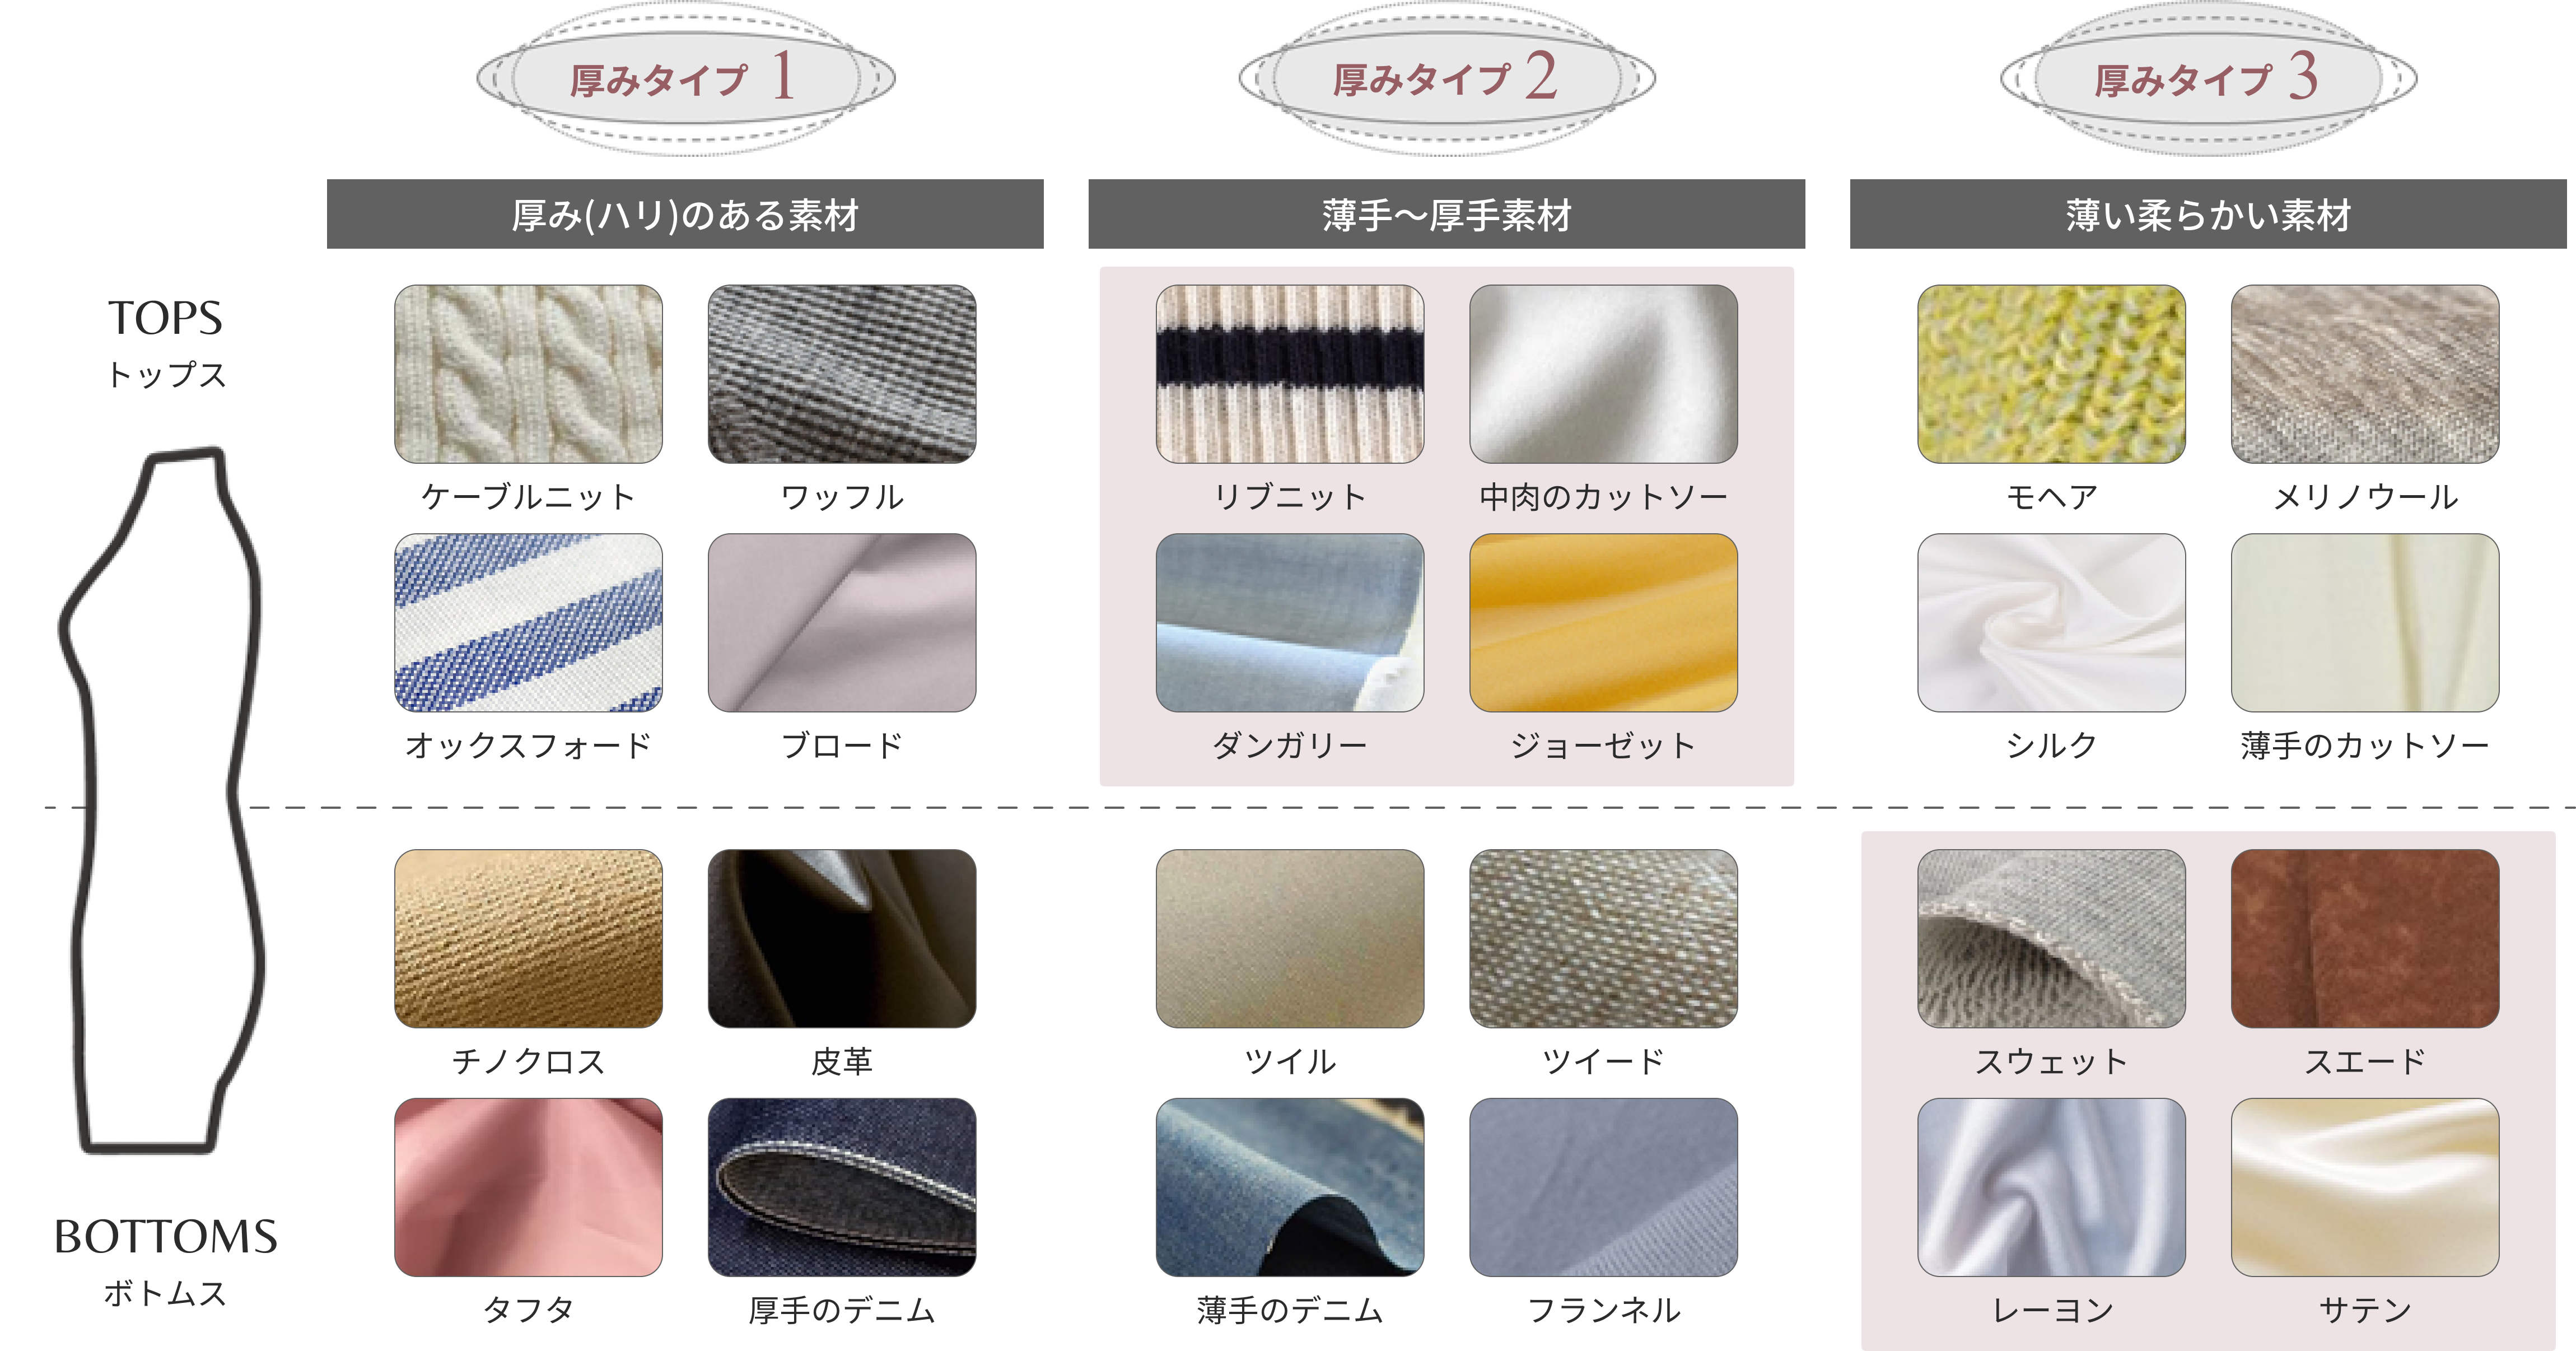 厚みタイプ 1
厚みタイプ 2
厚みタイプ 3
厚み(ハリ)のある素材
薄手～厚手素材
薄い柔らかい素材
TOPS
トップス
ケーブルニット
ワッフル
リブニット
中肉のカットソー
モヘア
メリノウール
オックスフォード
ブロード
ダンガリー
ジョーゼット
シルク
薄手のカットソー
チノクロス
皮革
ツイル
ツイード
スウェット
スエード
BOTTOMS
ボトムス
タフタ
厚手のデニム
薄手のデニム
フランネル
レーヨン
サテン